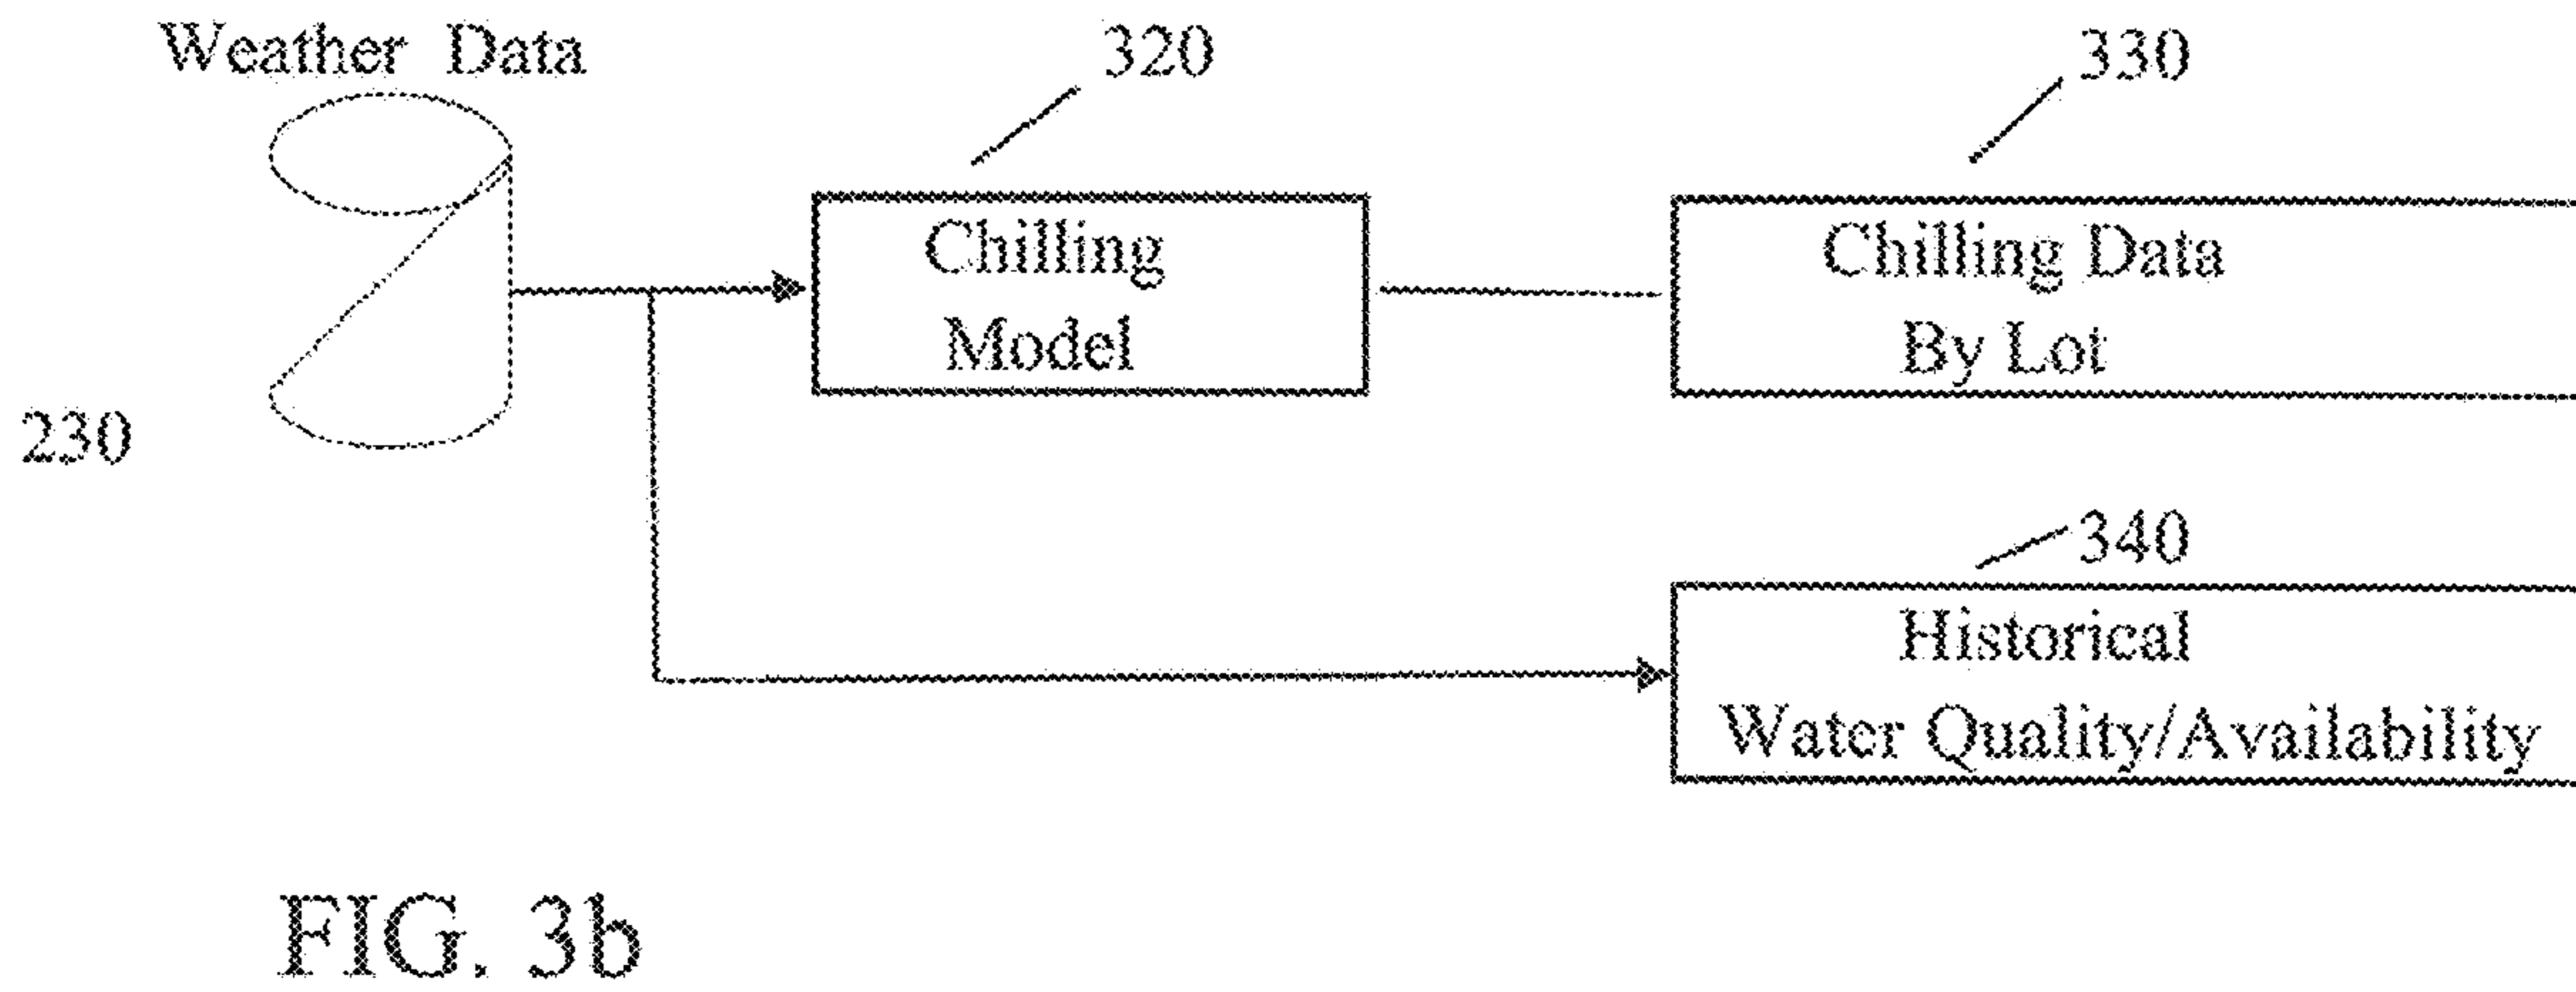 Weather Data
320
330
Chilling
Model
Chilling Data
By Lot
230
340
Historical
Water Quality/Availability
FIG. 3b